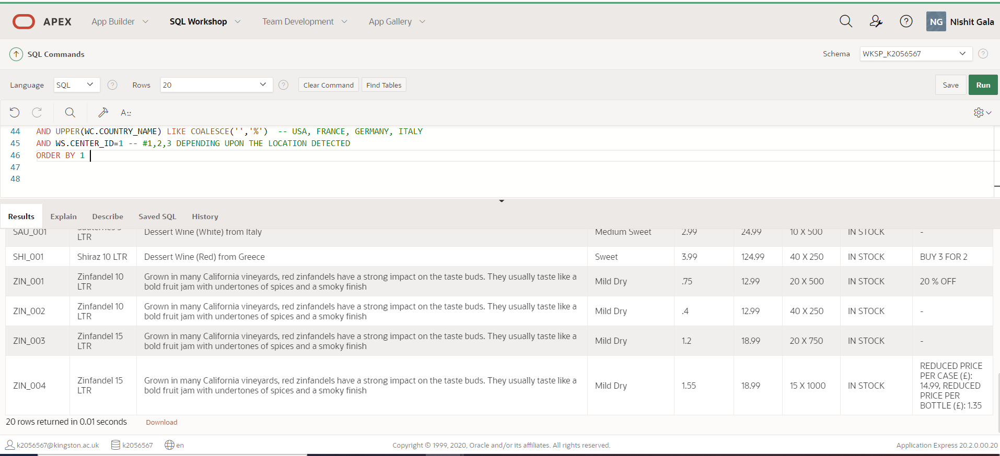 APEX App Builder SQL Workshop Team Development App Gallery NG Nishit Gala
SQL Commands Schema WKSP_K2056567 ?
Language SQL ? Rows 20 ? Clear Command Find Tables Save Run
A
44 AND UPPER(WC.COUNTRY_NAME) LIKE COALESCE('','%') -- USA, FRANCE, GERMANY, ITALY
45 AND WS.CENTER_ID=1 -- #1,2,3 DEPENDING UPON THE LOCATION DETECTED
46 ORDER BY 1
47
48
Results Explain Describe Saved SQL History
SAU_001 Sauternes 5 LTR Dessert Wine (White) from Italy Medium Sweet 2.99 24.99 10 X 500 IN STOCK -
SHI_001 Shiraz 10 LTR Dessert Wine (Red) from Greece Sweet 3.99 124.99 40 X 250 IN STOCK BUY 3 FOR 2
Zinfandel 10 Grown in many California vineyards, red zinfandels have a strong impact on the taste buds. They usually taste like a
ZIN_001 Mild Dry .75 12.99 20 X 500 IN STOCK 20 % OFF
LTR bold fruit jam with undertones of spices and a smoky finish
Zinfandel 10 Grown in many California vineyards, red zinfandels have a strong impact on the taste buds. They usually taste like a
ZIN_002 Mild Dry .4 12.99 40 X 250 IN STOCK -
LTR bold fruit jam with undertones of spices and a smoky finish
Zinfandel 15 Grown in many California vineyards, red zinfandels have a strong impact on the taste buds. They usually taste like a
ZIN_003 Mild Dry 1.2 18.99 20 X 750 IN STOCK -
LTR bold fruit jam with undertones of spices and a smoky finish
Zinfandel 15 Grown in many California vineyards, red zinfandels have a strong impact on the taste buds. They usually taste like a
ZIN_004 Mild Dry 1.55 18.99 15 X 1000 IN STOCK
LTR bold fruit jam with undertones of spices and a smoky finish
REDUCED PRICE
PER CASE (£):
14.99, REDUCED
PRICE PER
BOTTLE (£): 1.35
20 rows returned in 0.01 seconds Download
k2056567@kingston.ac.uk k2056567 en Copyright © 1999, 2020, Oracle and/or its affiliates. All rights reserved. Application Express 20.2.0.00.20